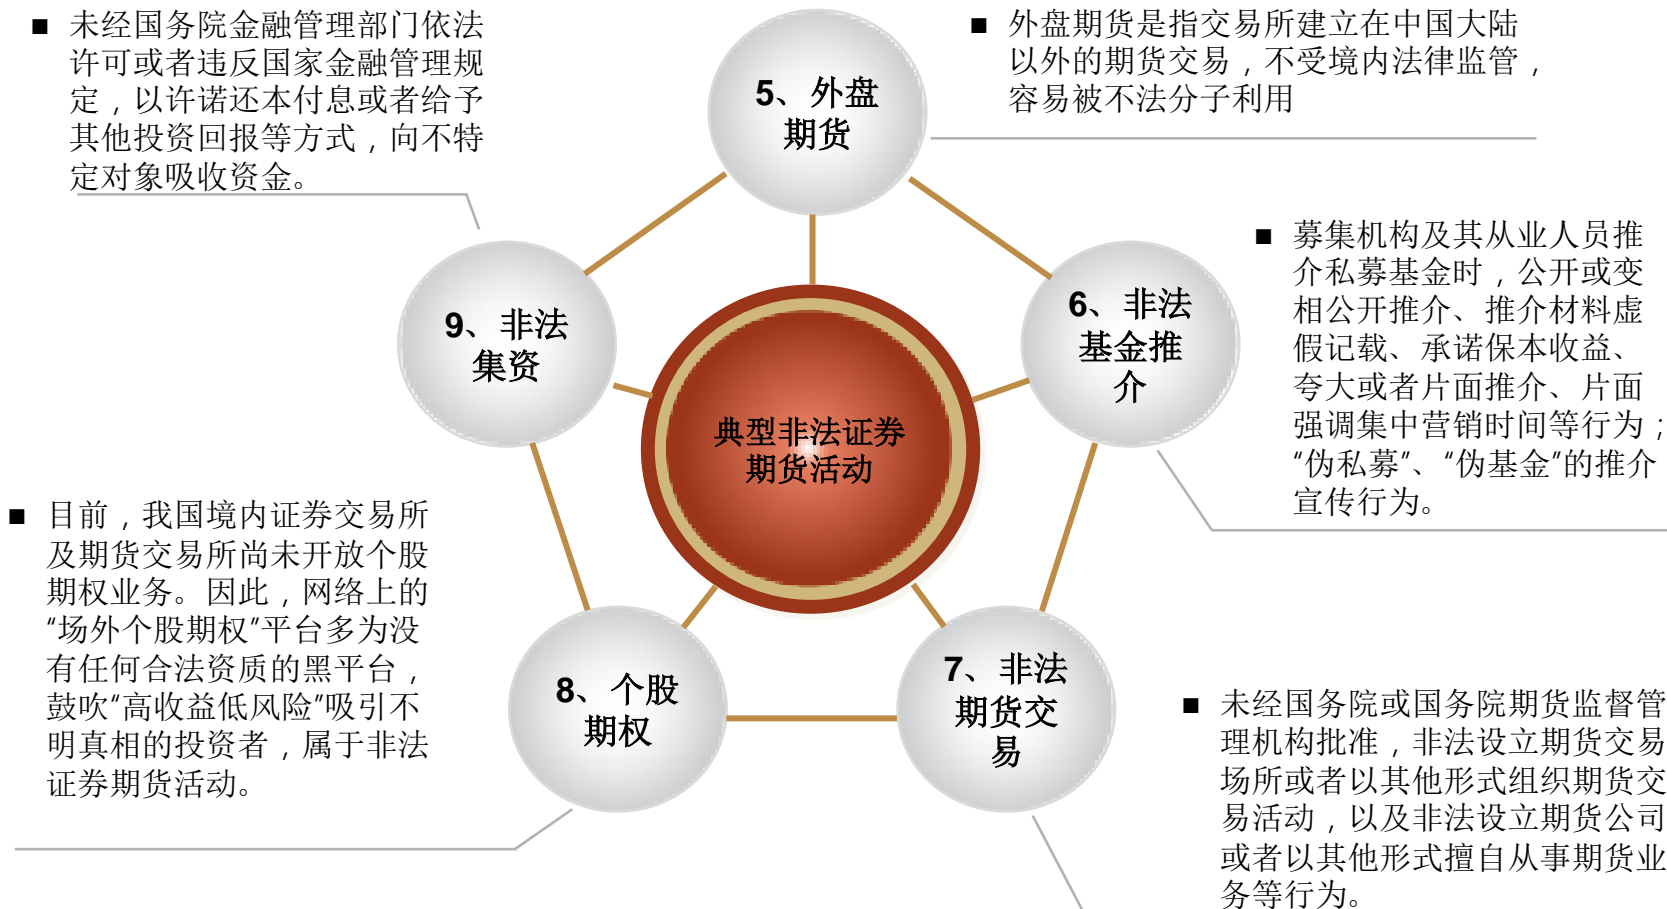 ■ 未经国务院金融管理部门依法
许可或者违反国家金融管理规
定，以许诺还本付息或者给予
其他投资回报等方式，向不特
定对象吸收资金。
5、外盘
期货
■ 外盘期货是指交易所建立在中国大陆
以外的期货交易，不受境内法律监管，
容易被不法分子利用
9、非法
集资
6、非法
基金推
介
■ 募集机构及其从业人员推
介私募基金时，公开或变
相公开推介、推介材料虚
假记载、承诺保本收益、
夸大或者片面推介、片面
强调集中营销时间等行为；
“伪私募”、“伪基金”的推介
宣传行为。
典型非法证券
期货活动
■ 目前，我国境内证券交易所
及期货交易所尚未开放个股
期权业务。因此，网络上的
“场外个股期权”平台多为没
有任何合法资质的黑平台，
鼓吹“高收益低风险”吸引不
明真相的投资者，属于非法
证券期货活动。
8、个股
期权
7、非法
期货交
易
■ 未经国务院或国务院期货监督管
理机构批准，非法设立期货交易
场所或者以其他形式组织期货交
易活动，以及非法设立期货公司
或者以其他形式擅自从事期货业
务等行为。